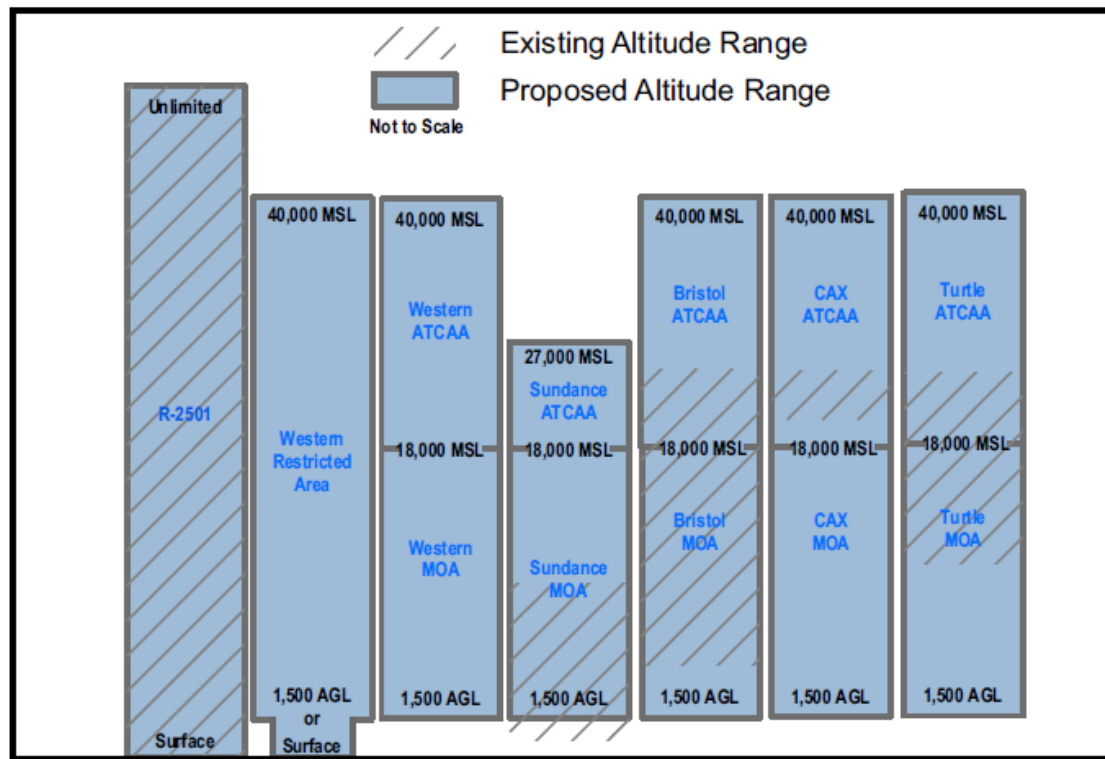 Existing Altitude Range
Proposed Altitude Range
Not to Scale
Unlimited
R-2501
Surface
40,000 MSL
Western
Restricted
Area
1,500 AGL
or
Surface
40,000 MSL
Western
ATCAA
18,000 MSL
Western
MOA
1,500 AGL
27,000 MSL
Sundance
ATCAA
18,000 MSL
Sundance
MOA
1,500 AGL
40,000 MSL
Bristol
ATCAA
18,000 MSL
Bristol
MOA
1,500 AGL
40,000 MSL
CAX
ATCAA
18,000 MSL
CAX
MOA
1,500 AGL
40,000 MSL
Turtle
ATCAA
18,000 MSL
Turtle
MOA
1,500 AGL